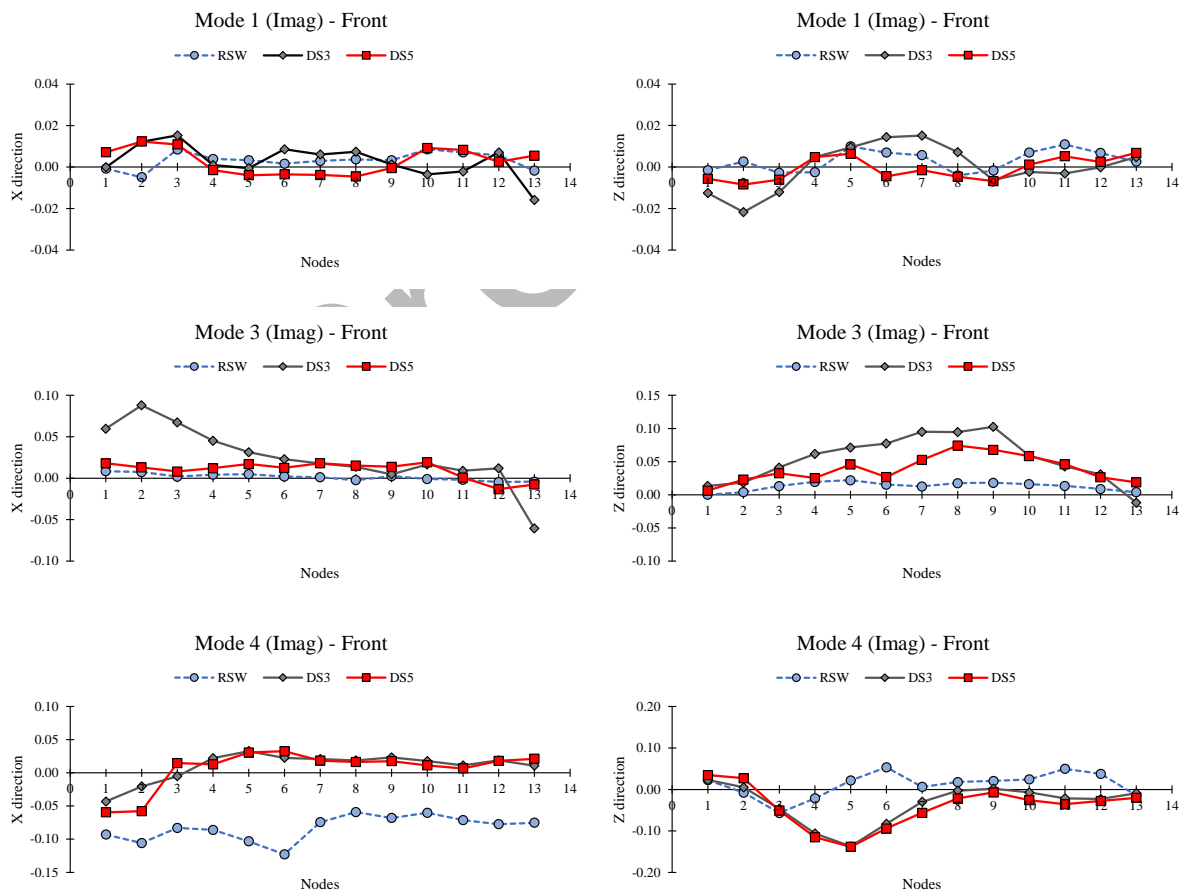 Mode 1 (Imag) - Front
RSW DS3 DS5
0.04
0.02
0.00
-0.02
-0.04
0 1 2 3 4 5 6 7 8 9 10 11 12 13 14
X direction
Nodes
Mode 1 (Imag) - Front
RSW DS3 DS5
0.04
0.02
0.00
-0.02
-0.04
0 1 2 3 4 5 6 7 8 9 10 11 12 13 14
Z direction
Nodes
Mode 3 (Imag) - Front
RSW DS3 DS5
0.10
0.05
0.00
-0.05
-0.10
0 1 2 3 4 5 6 7 8 9 10 11 12 13 14
X direction
Nodes
Mode 3 (Imag) - Front
RSW DS3 DS5
0.15
0.10
0.05
0.00
-0.05
-0.10
0 1 2 3 4 5 6 7 8 9 10 11 12 13 14
Z direction
Nodes
Mode 4 (Imag) - Front
RSW DS3 DS5
0.10
0.05
0.00
-0.05
-0.10
-0.15
0 1 2 3 4 5 6 7 8 9 10 11 12 13 14
X direction
Nodes
Mode 4 (Imag) - Front
RSW DS3 DS5
0.20
0.10
0.00
-0.10
-0.20
0 1 2 3 4 5 6 7 8 9 10 11 12 13 14
Z direction
Nodes